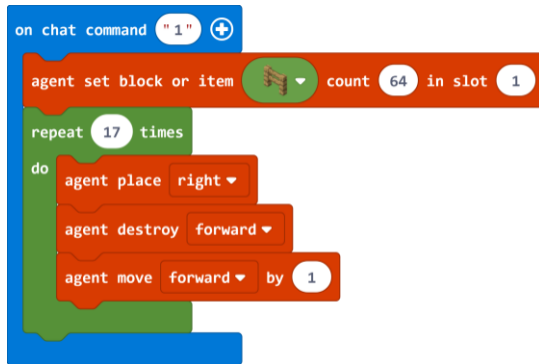 on chat command "1"
agent set block or item count 64 in slot 1
repeat 17 times
do
agent place right
agent destroy forward
agent move forward by 1